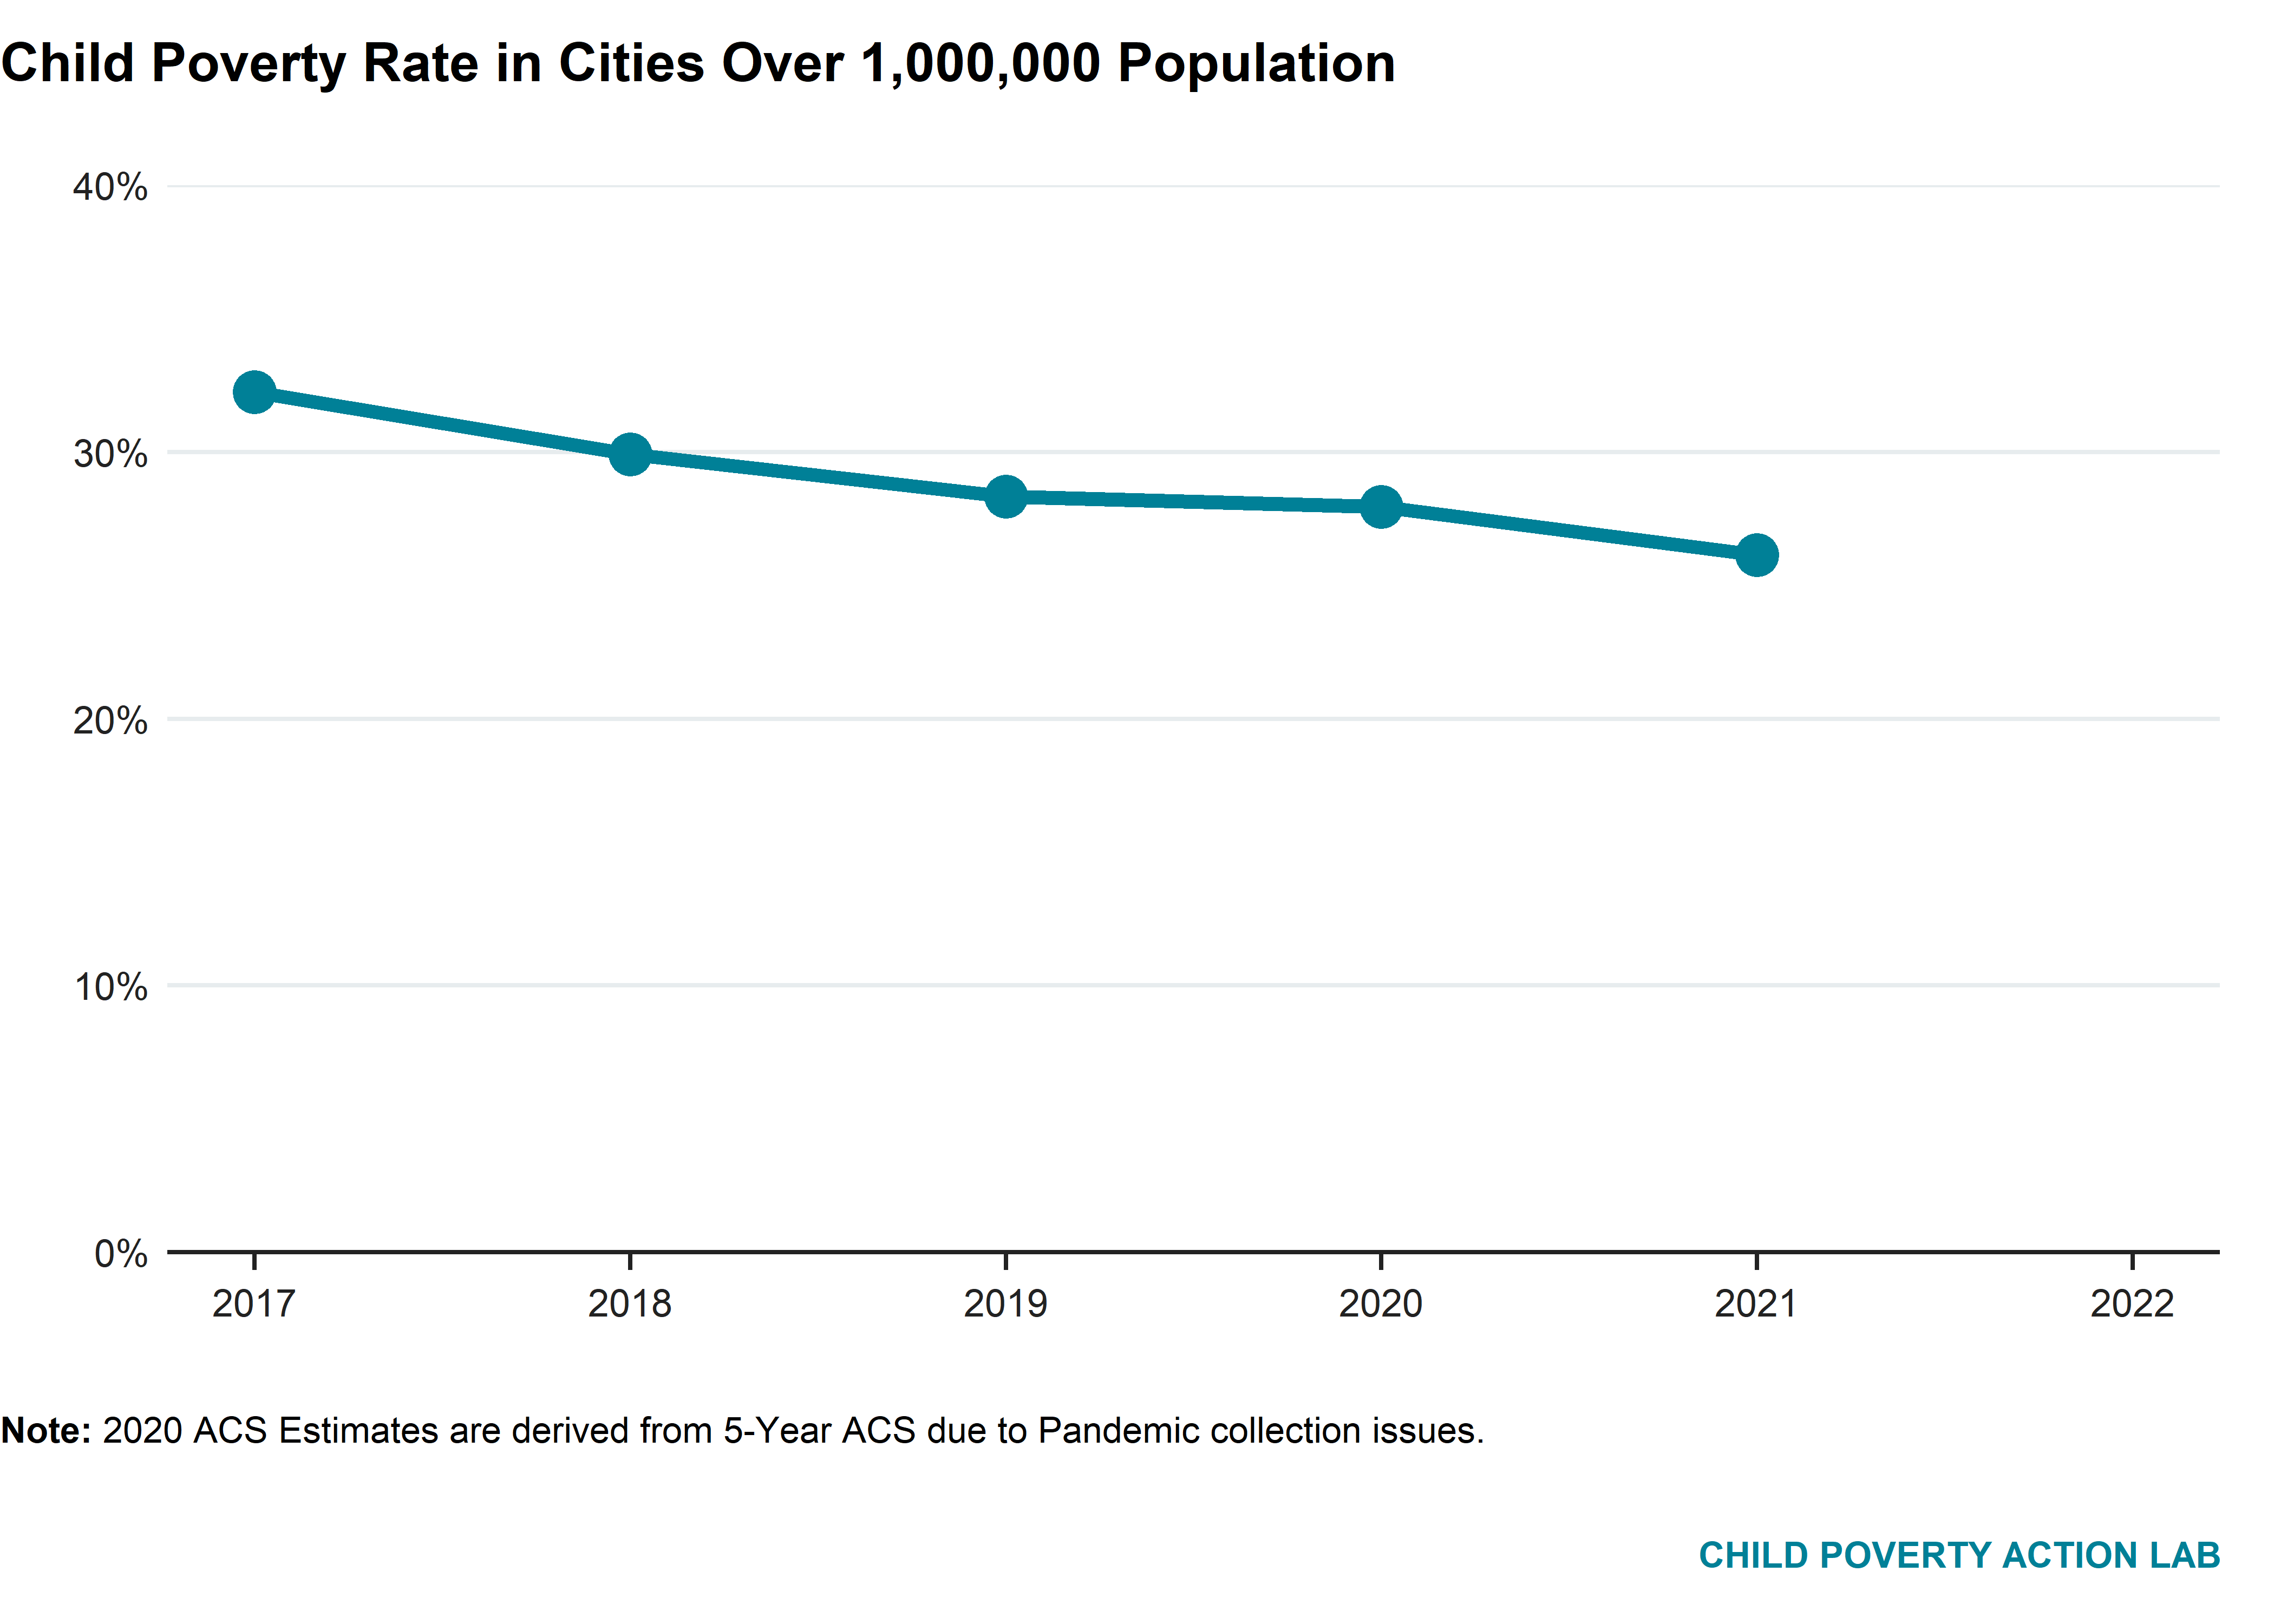 Child Poverty Rate in Cities Over 1,000,000 Population
40%
30%
20%
10%
0%
2017 2018 2019 2020 2021 2022
Note: 2020 ACS Estimates are derived from 5-Year ACS due to Pandemic collection issues.
CHILD POVERTY ACTION LAB